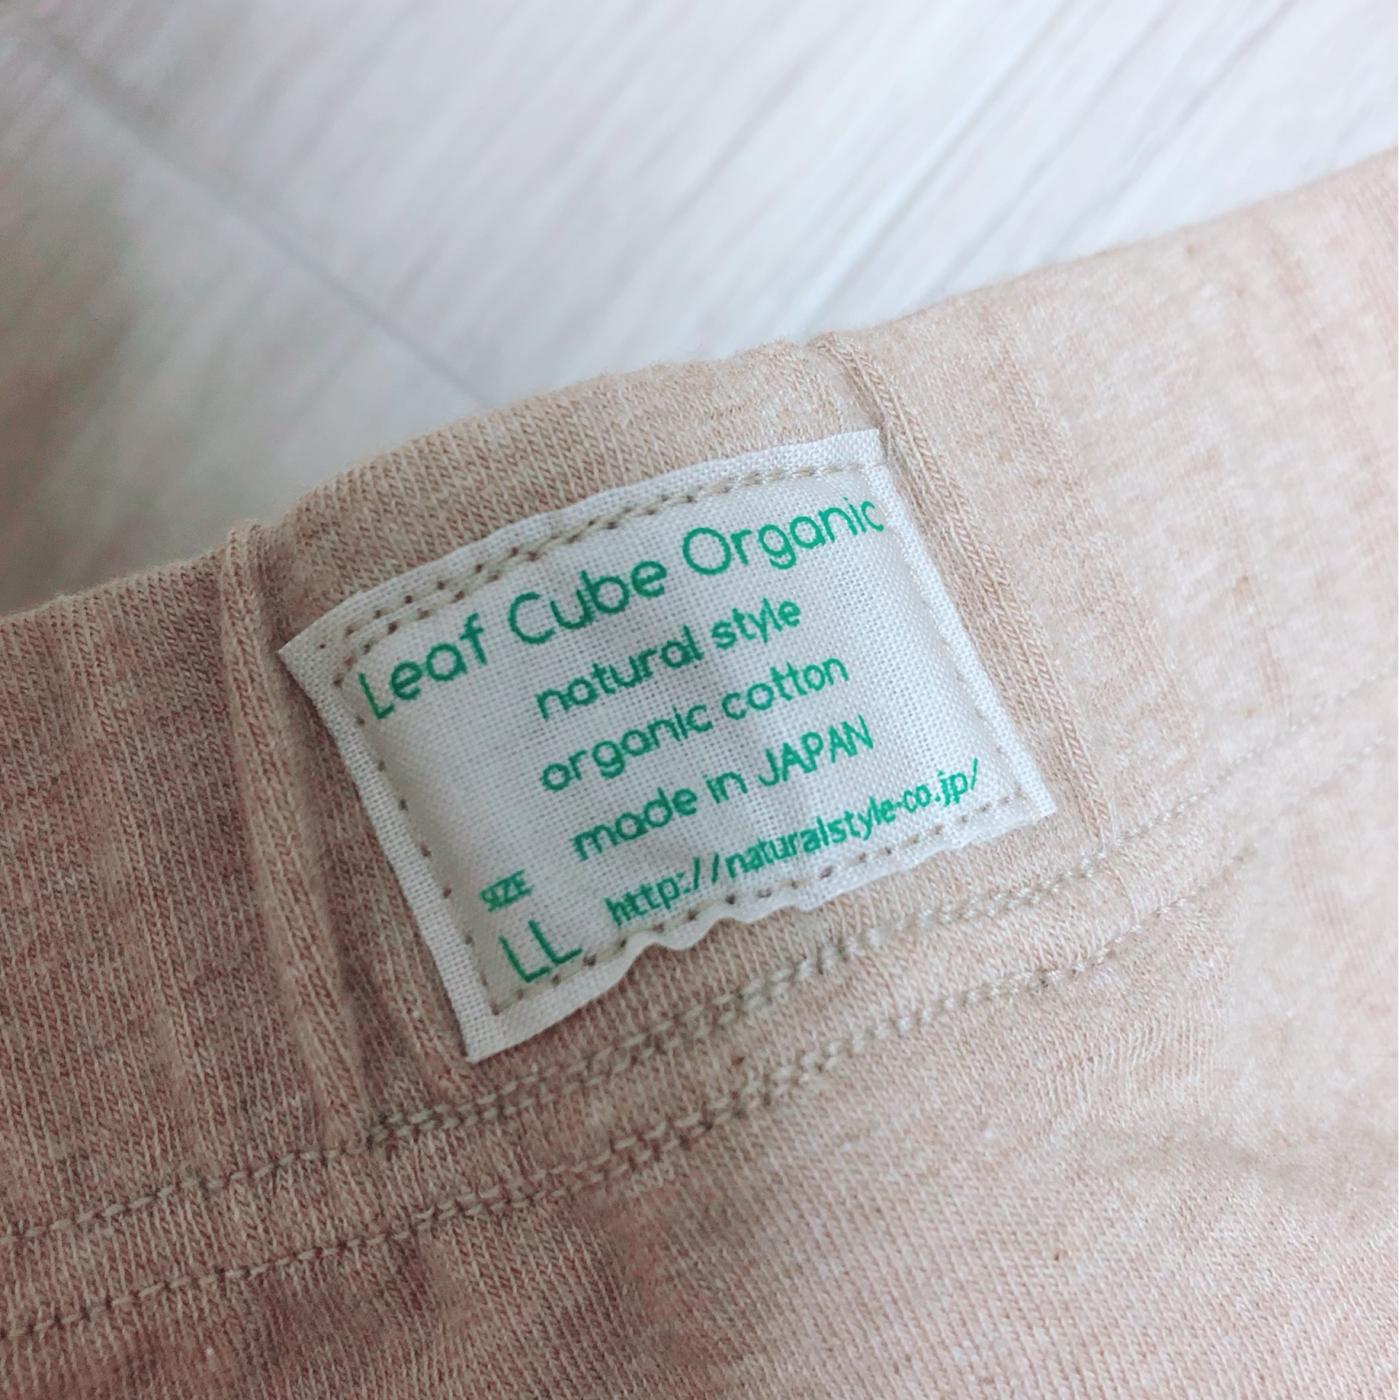 Leaf Cube Organic
natural style
organic cotton
made in JAPAN
http://naturalstyle-co.jp/
SIZE
LL